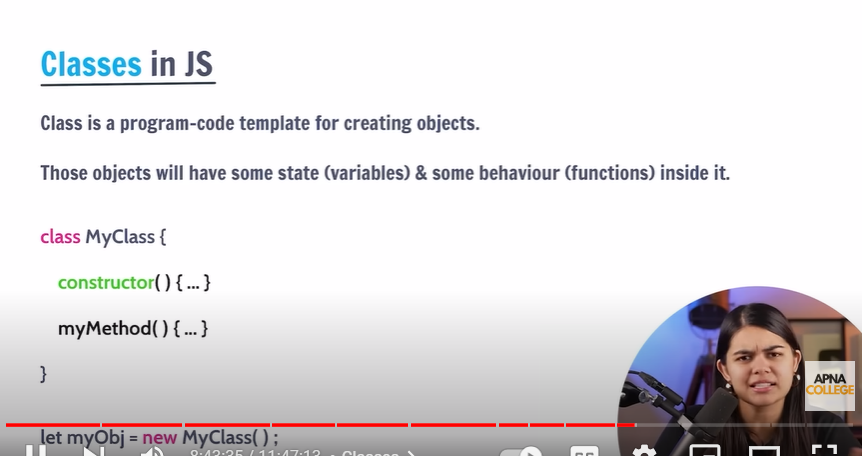 Classes in JS
Class is a program-code template for creating objects.
Those objects will have some state (variables) & some behaviour (functions) inside it.
class MyClass {
constructor( ) { ... }
myMethod( ) { ... }
}
APNA
COLLEGE
let myObj = new MyClass( ) ;
8:43:35 / 11:47:13 • Classes >
CC